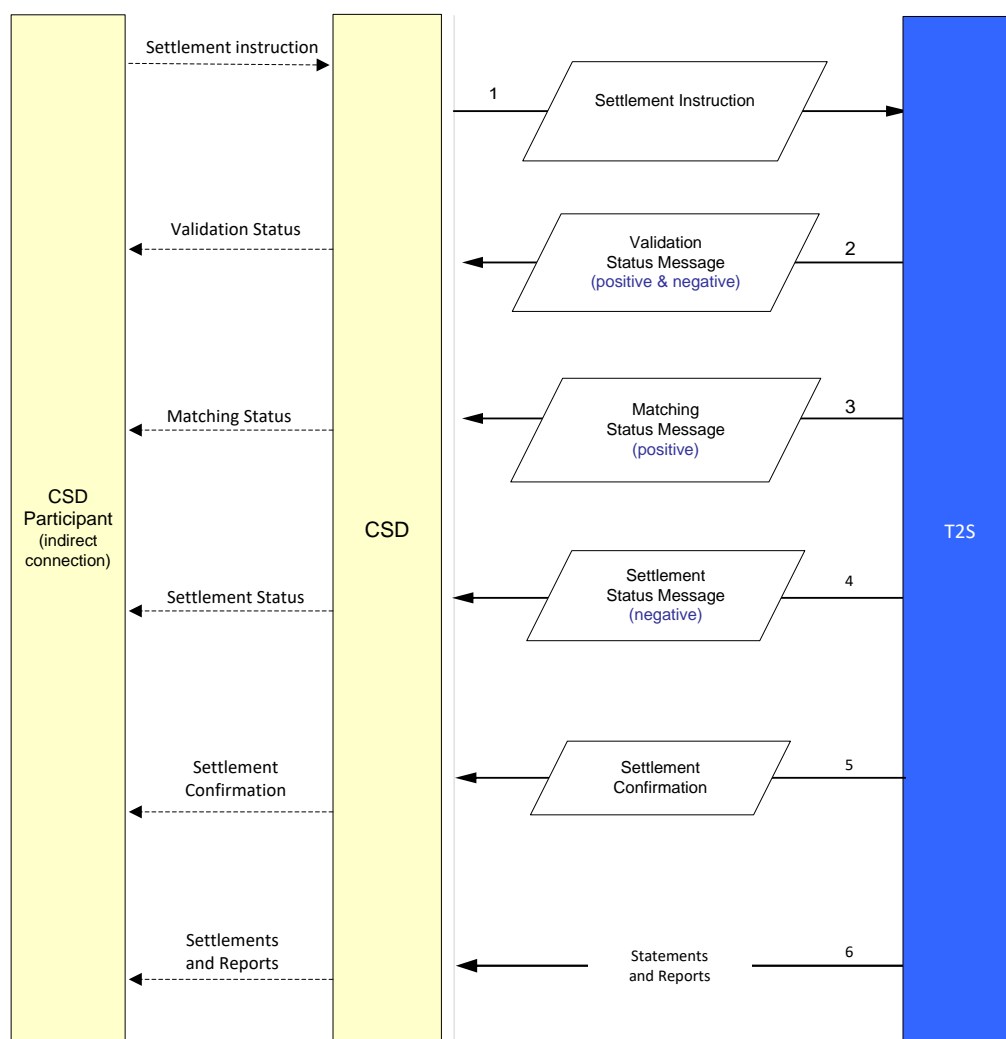 Settlement instruction
1
Settlement Instruction
Validation Status
Validation
Status Message
(positive & negative)
2
Matching Status
Matching
Status Message
(positive)
3
CSD
Participant
(indirect
connection)
CSD
T2S
Settlement Status
Settlement
Status Message
(negative)
4
Settlement
Confirmation
Settlement
Confirmation
5
Settlements
and Reports
Statements
and Reports
6